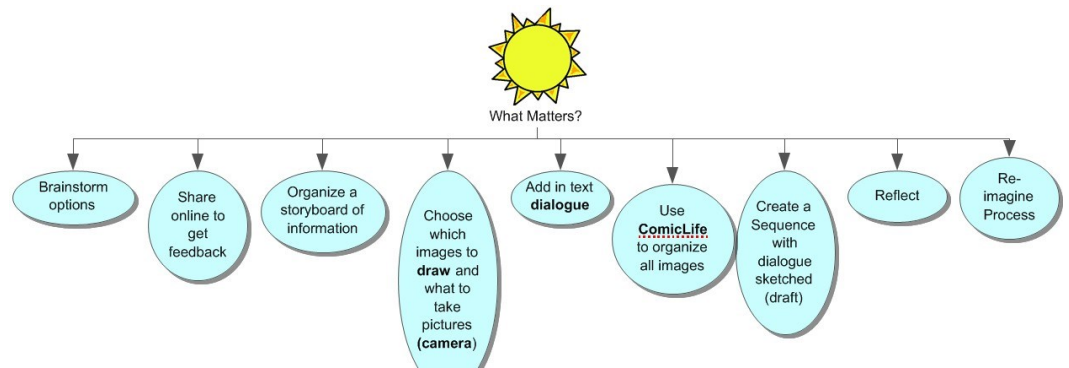 What Matters?
Brainstorm
options
Share
online to
get
feedback
Organize a
storyboard of
information
Choose
which
images to
draw and
what to
take
pictures
(camera)
Add in text
dialogue
Use
ComicLife
to organize
all images
Create a
Sequence
with
dialogue
sketched
(draft)
Reflect
Re-
imagine
Process